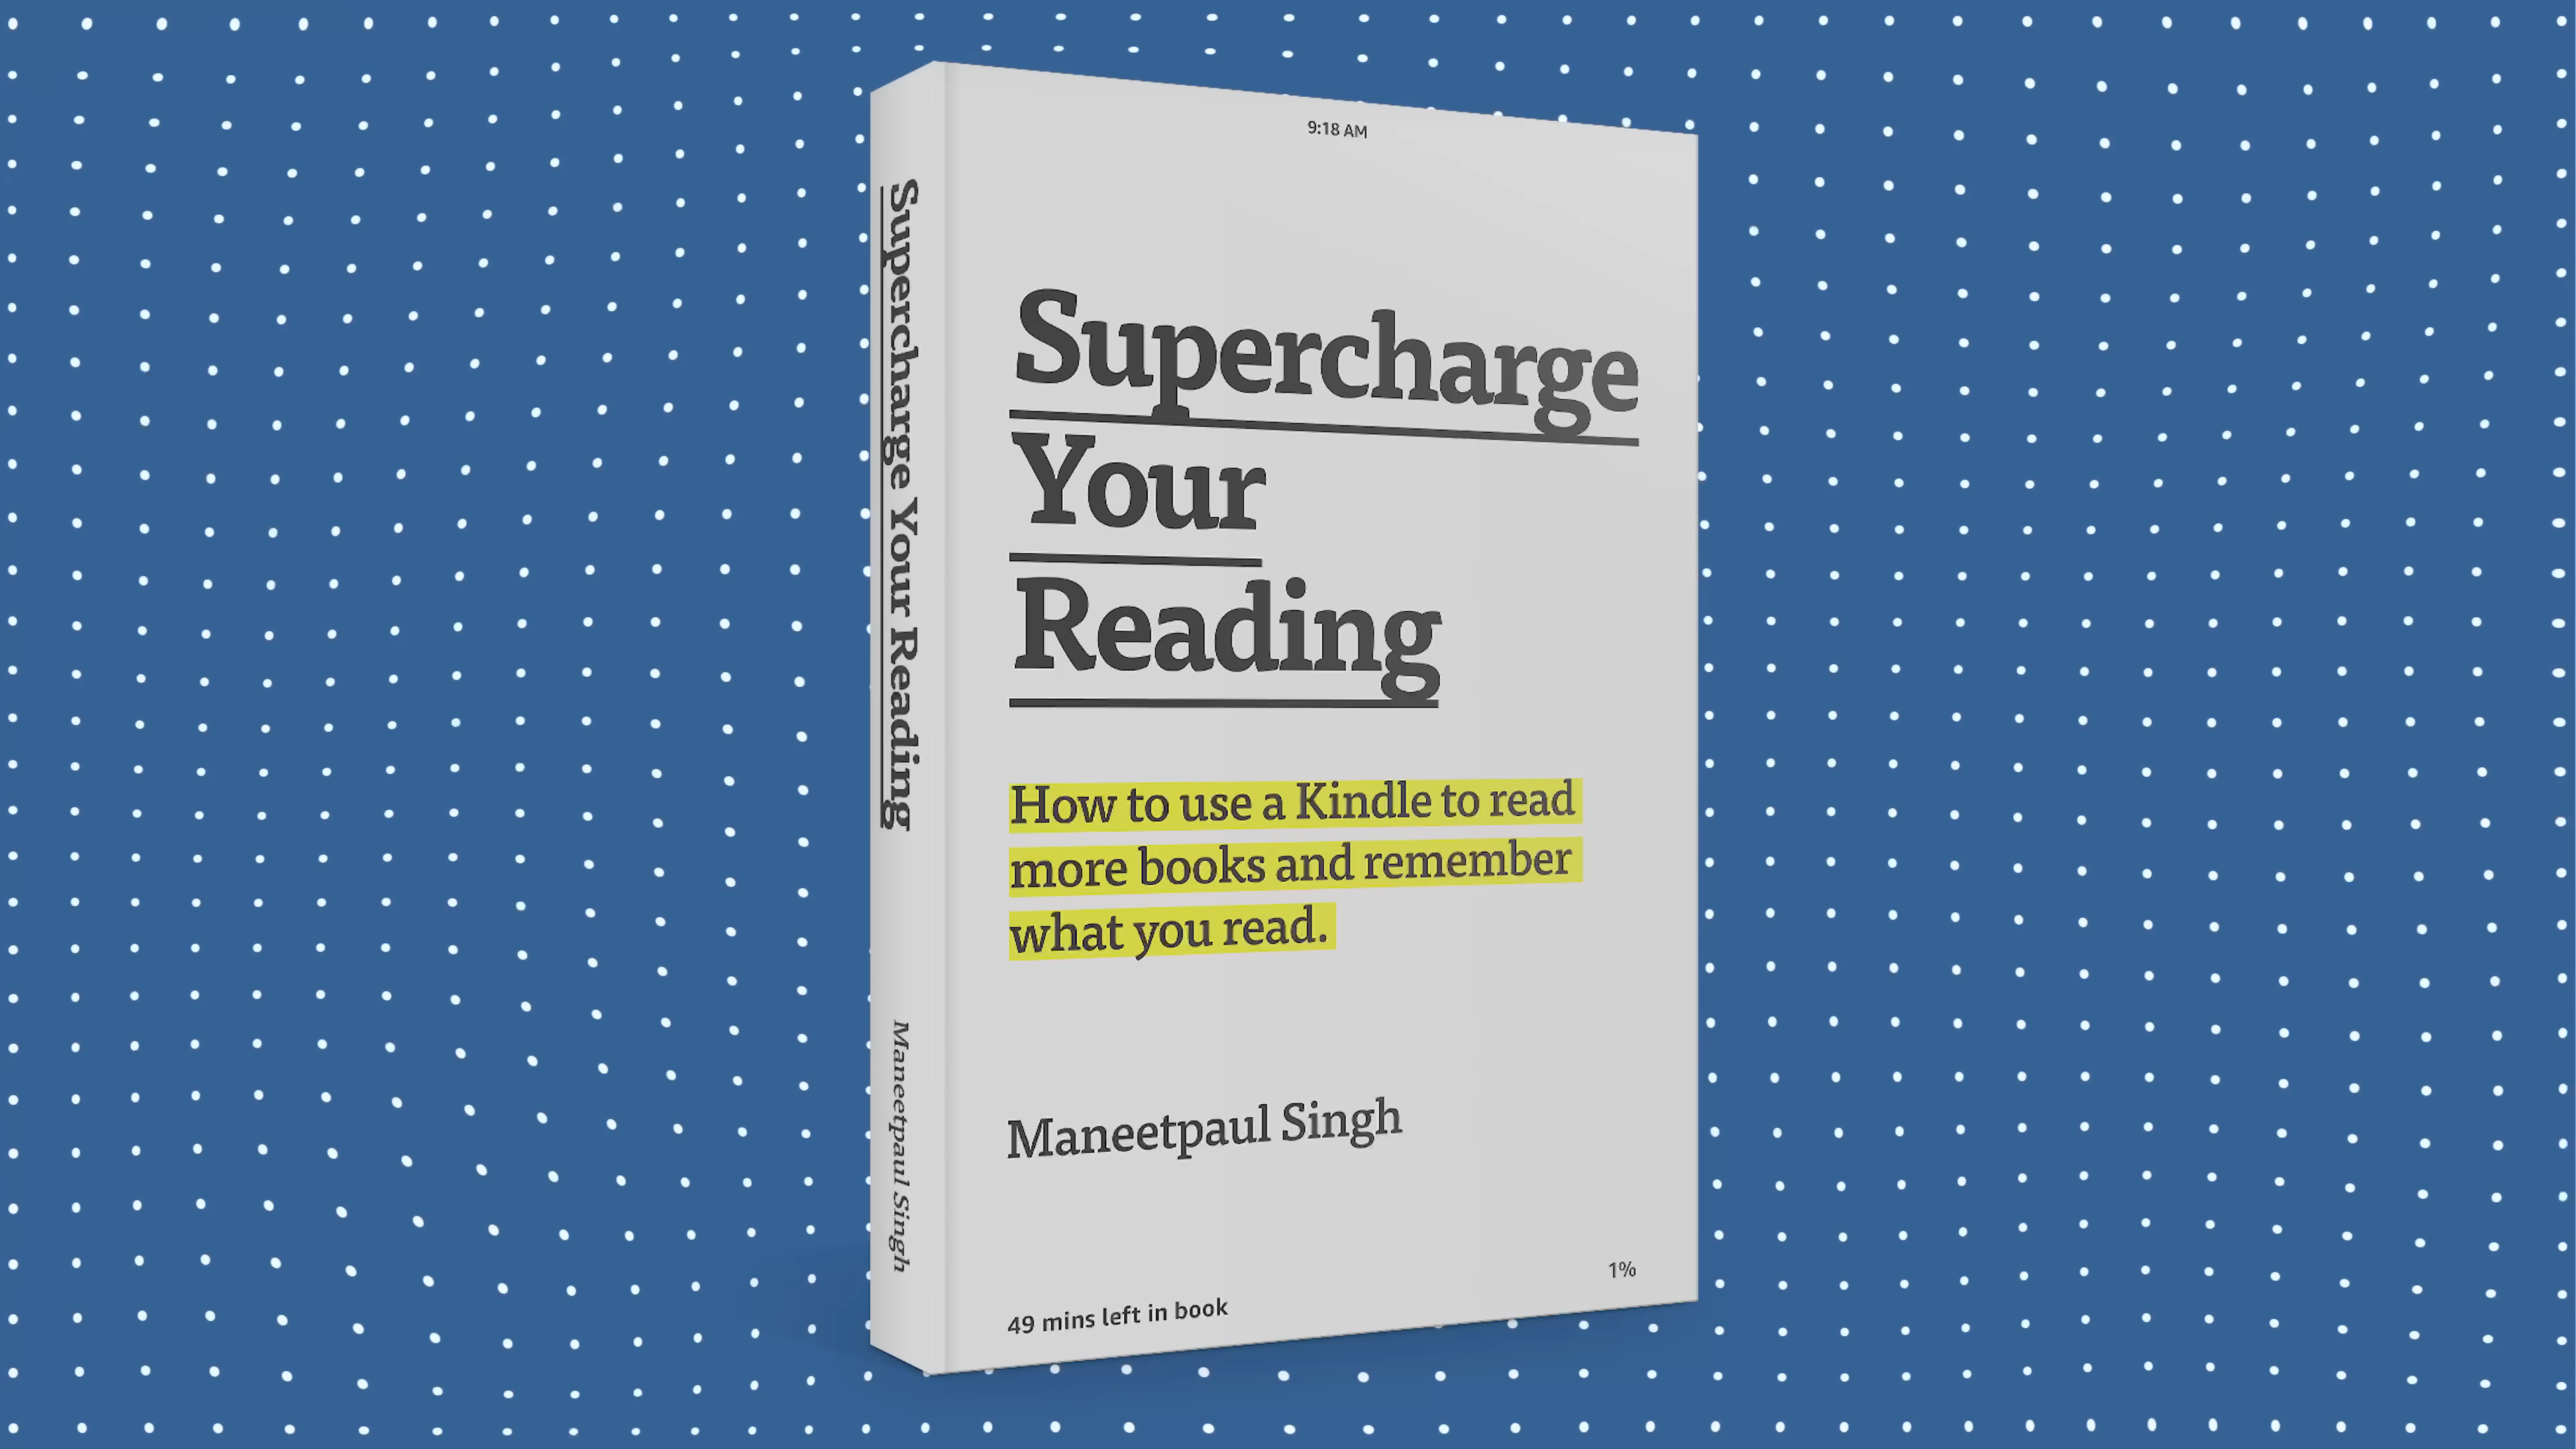 Supercharge Your Reading
Maneetpaul Singh
9:18 AM
Supercharge
Your
Reading
How to use a Kindle to read
more books and remember
what you read.
Maneetpaul Singh
1%
49 mins left in book